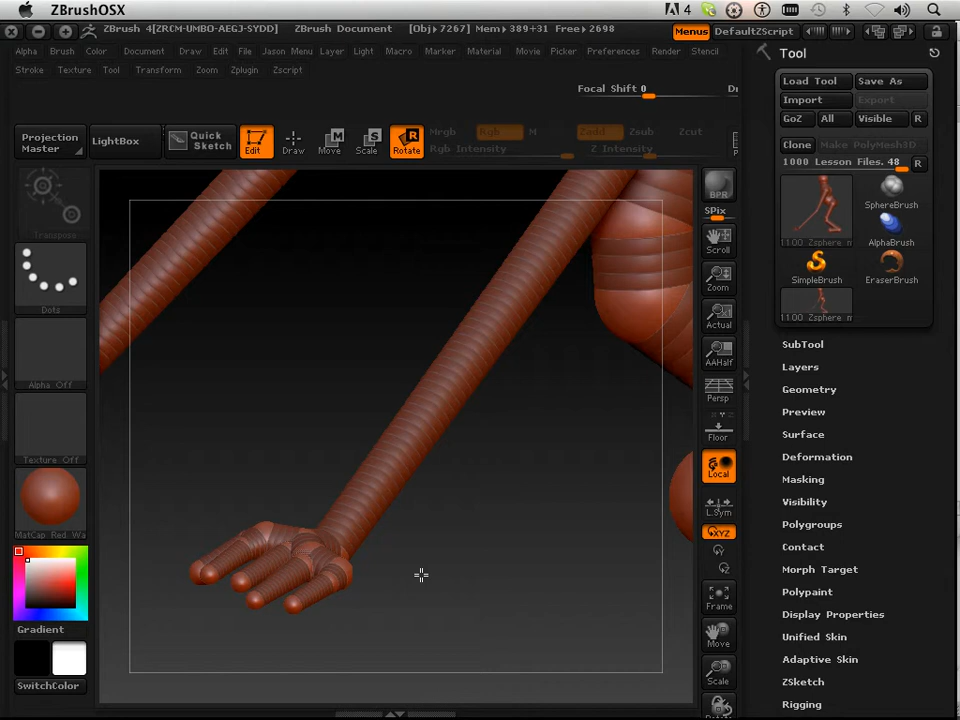 ZBrushOSX
4
ZBrush 4[ZRCM-UMBO-AEGJ-SYDD] ZBrush Document [Obj▸ 7267] Mem▸389+31 Free▸2698 Menus DefaultZScript
Alpha Brush Color Document Draw Edit File Jason Menu Layer Light Macro Marker Material Movie Picker Preferences Render Stencil
Stroke Texture Tool Transform Zoom Zplugin Zscript
Tool
Load Tool Save As
Import Export
GoZ All Visible R
Clone Make PolyMesh3D
1000 Lesson Files. 48 R
Focal Shift 0
Projection Master LightBox Quick Sketch Edit Draw Move Scale Rotate
Mrgb Rgb M Zadd Zsub Zcut
Rgb Intensity Z Intensity
Transpose
Dots
Alpha Off
Texture Off
MatCap Red Wa
Gradient
SwitchColor
BPR
SPix
Scroll
Zoom
Actual
AAHalf
Persp
Floor
Local
L.Sym
XYZ
Frame
Move
Scale
SphereBrush
AlphaBrush
SimpleBrush
EraserBrush
SubTool
Layers
Geometry
Preview
Surface
Deformation
Masking
Visibility
Polygroups
Contact
Morph Target
Polypaint
Display Properties
Unified Skin
Adaptive Skin
ZSketch
Rigging